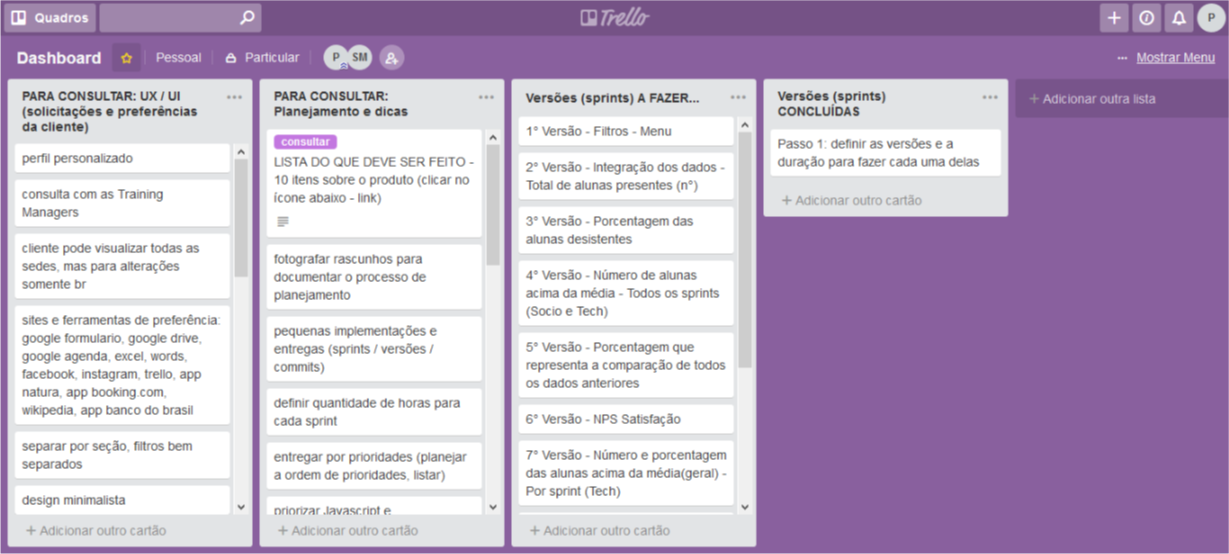 Quadros
Trello
P
Dashboard
Pessoal
Particular
P SM
... Mostrar Menu
PARA CONSULTAR: UX / UI
(solicitações e preferências
da cliente)
perfil personalizado
consulta com as Training
Managers
cliente pode visualizar todas as
sedes, mas para alterações
somente br
sites e ferramentas de preferência:
google formulario, google drive,
google agenda, excel, words,
facebook, instagram, trello, app
natura, app booking.com,
wikipedia, app banco do brasil
separar por seção, filtros bem
separados
design minimalista
+ Adicionar outro cartão
PARA CONSULTAR:
Planejamento e dicas
consultar
LISTA DO QUE DEVE SER FEITO -
10 itens sobre o produto (clicar no
ícone abaixo - link)
fotografar rascunhos para
documentar o processo de
planejamento
pequenas implementações e
entregas (sprints / versões /
commits)
definir quantidade de horas para
cada sprint
entregar por prioridades (planejar
a ordem de prioridades, listar)
priorizar Javascript e
+ Adicionar outro cartão
Versões (sprints) A FAZER...
1° Versão - Filtros - Menu
2° Versão - Integração dos dados -
Total de alunas presentes (n°)
3° Versão - Porcentagem das
alunas desistentes
4° Versão - Número de alunas
acima da média - Todos os sprints
(Socio e Tech)
5° Versão - Porcentagem que
representa a comparação de todos
os dados anteriores
6° Versão - NPS Satisfação
7° Versão - Número e porcentagem
das alunas acima da média(geral) -
Por sprint (Tech)
+ Adicionar outro cartão
Versões (sprints)
CONCLUÍDAS
Passo 1: definir as versões e a
duração para fazer cada uma delas
+ Adicionar outro cartão
+ Adicionar outra lista